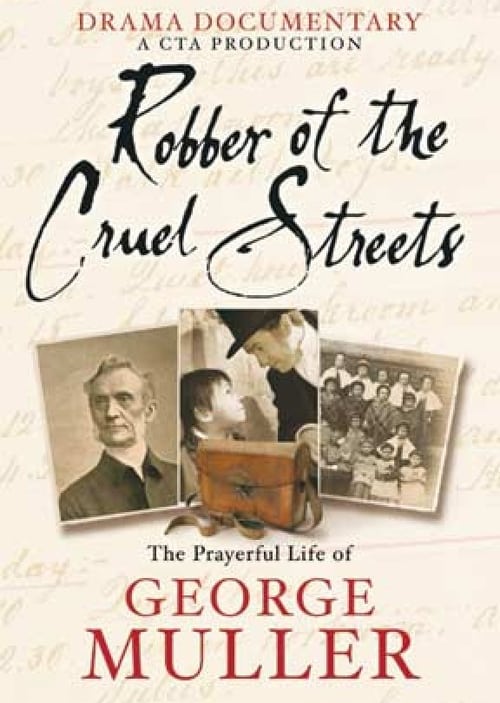 DRAMA DOCUMENTARY
A CTA PRODUCTION
Robber of the
Cruel Streets
The Prayerful Life of
GEORGE
MULLER